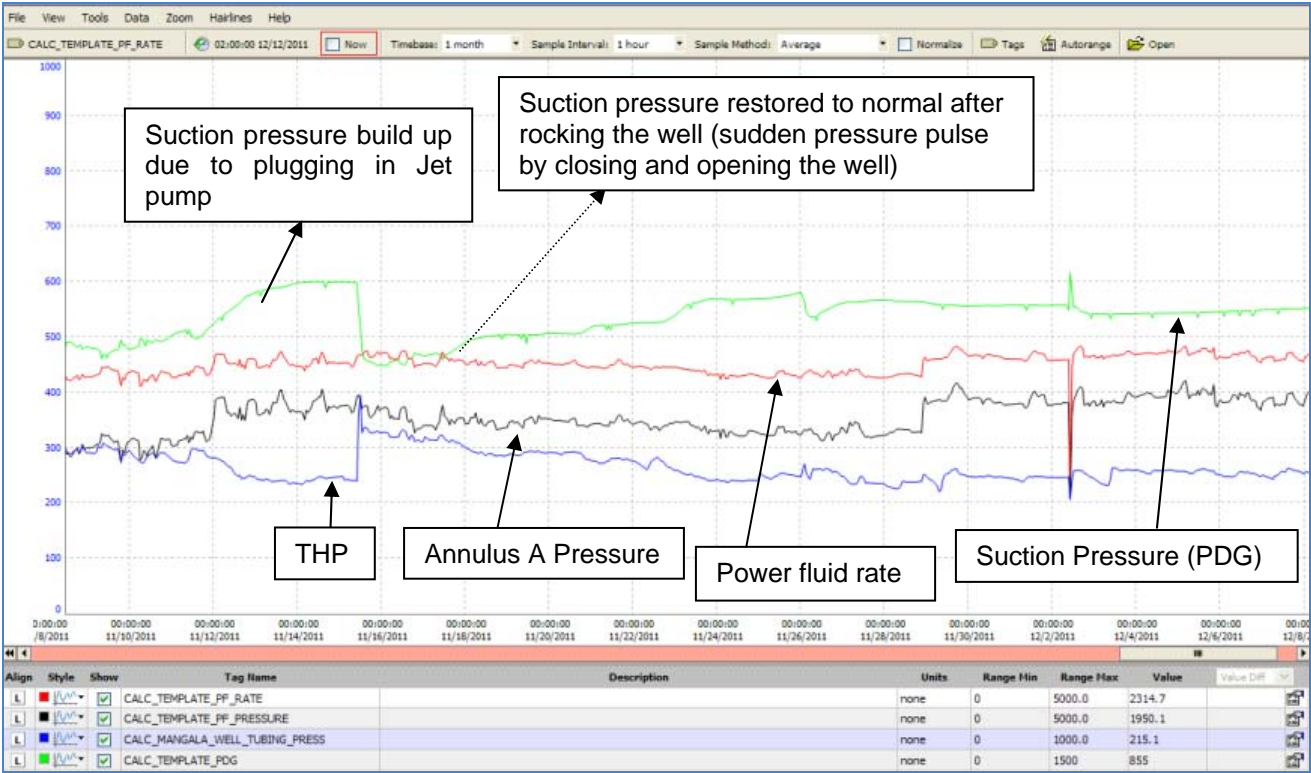 File View Tools Data Zoom Hairlines Help
CALC_TEMPLATE_PF_RATE 02:00:00 12/12/2011 Now Timebase: 1 month Sample Interval: 1 hour Sample Method: Average Normalize Tags Autorange Open
1000
900
800
700
600
500
400
300
200
100
0
Suction pressure build up
due to plugging in Jet
pump
Suction pressure restored to normal after
rocking the well (sudden pressure pulse
by closing and opening the well)
THP
Annulus A Pressure
Power fluid rate
Suction Pressure (PDG)
00:00:00 00:00:00 00:00:00 00:00:00 00:00:00 00:00:00 00:00:00 00:00:00 00:00:00 00:00:00 00:00:00 00:00:00 00:00:00 00:00:00
/8/2011 11/10/2011 11/12/2011 11/14/2011 11/16/2011 11/18/2011 11/20/2011 11/22/2011 11/24/2011 11/26/2011 11/28/2011 11/30/2011 12/2/2011 12/4/2011 12/6/2011 12/8/
Align Style Show Tag Name Description Units Range Min Range Max Value Value Diff
L CALC_TEMPLATE_PF_RATE none 0 5000.0 2314.7
L CALC_TEMPLATE_PF_PRESSURE none 0 5000.0 1950.1
L CALC_MANGALA_WELL_TUBING_PRESS none 0 1000.0 215.1
L CALC_TEMPLATE_PDG none 0 1500 855